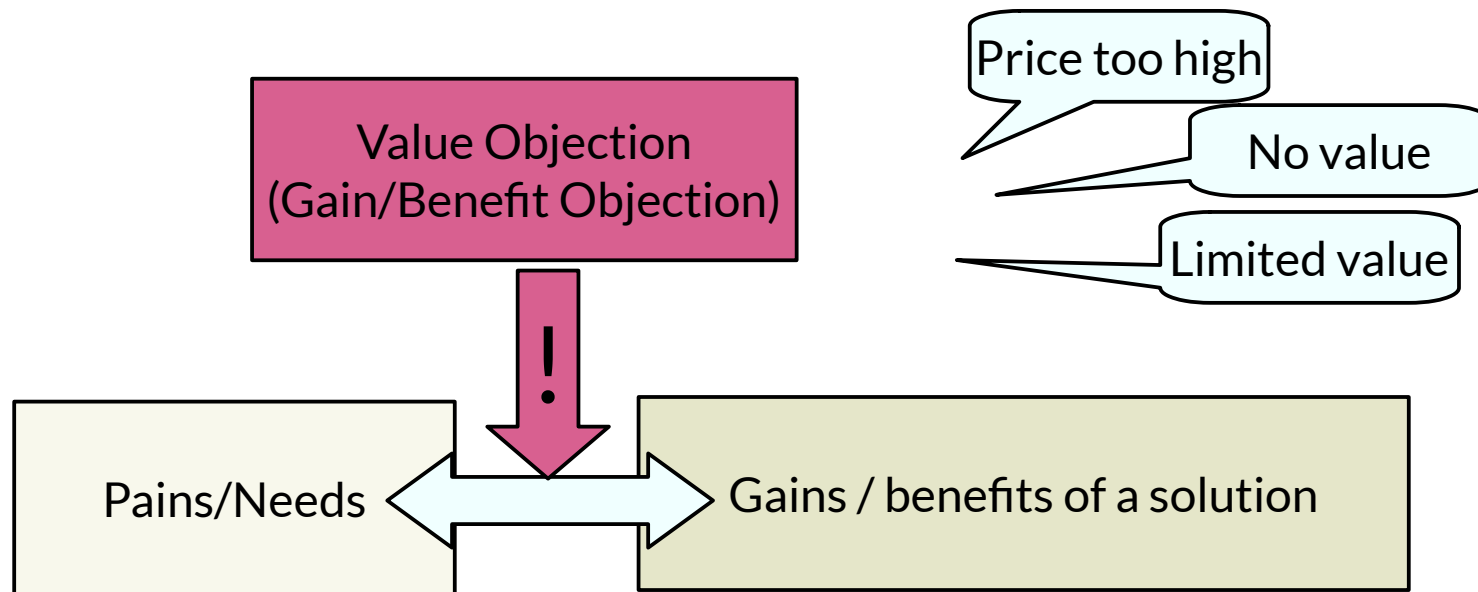 Price too high
Value Objection
(Gain/Benefit Objection)
No value
Limited value
!
Pains/Needs
Gains / benefits of a solution